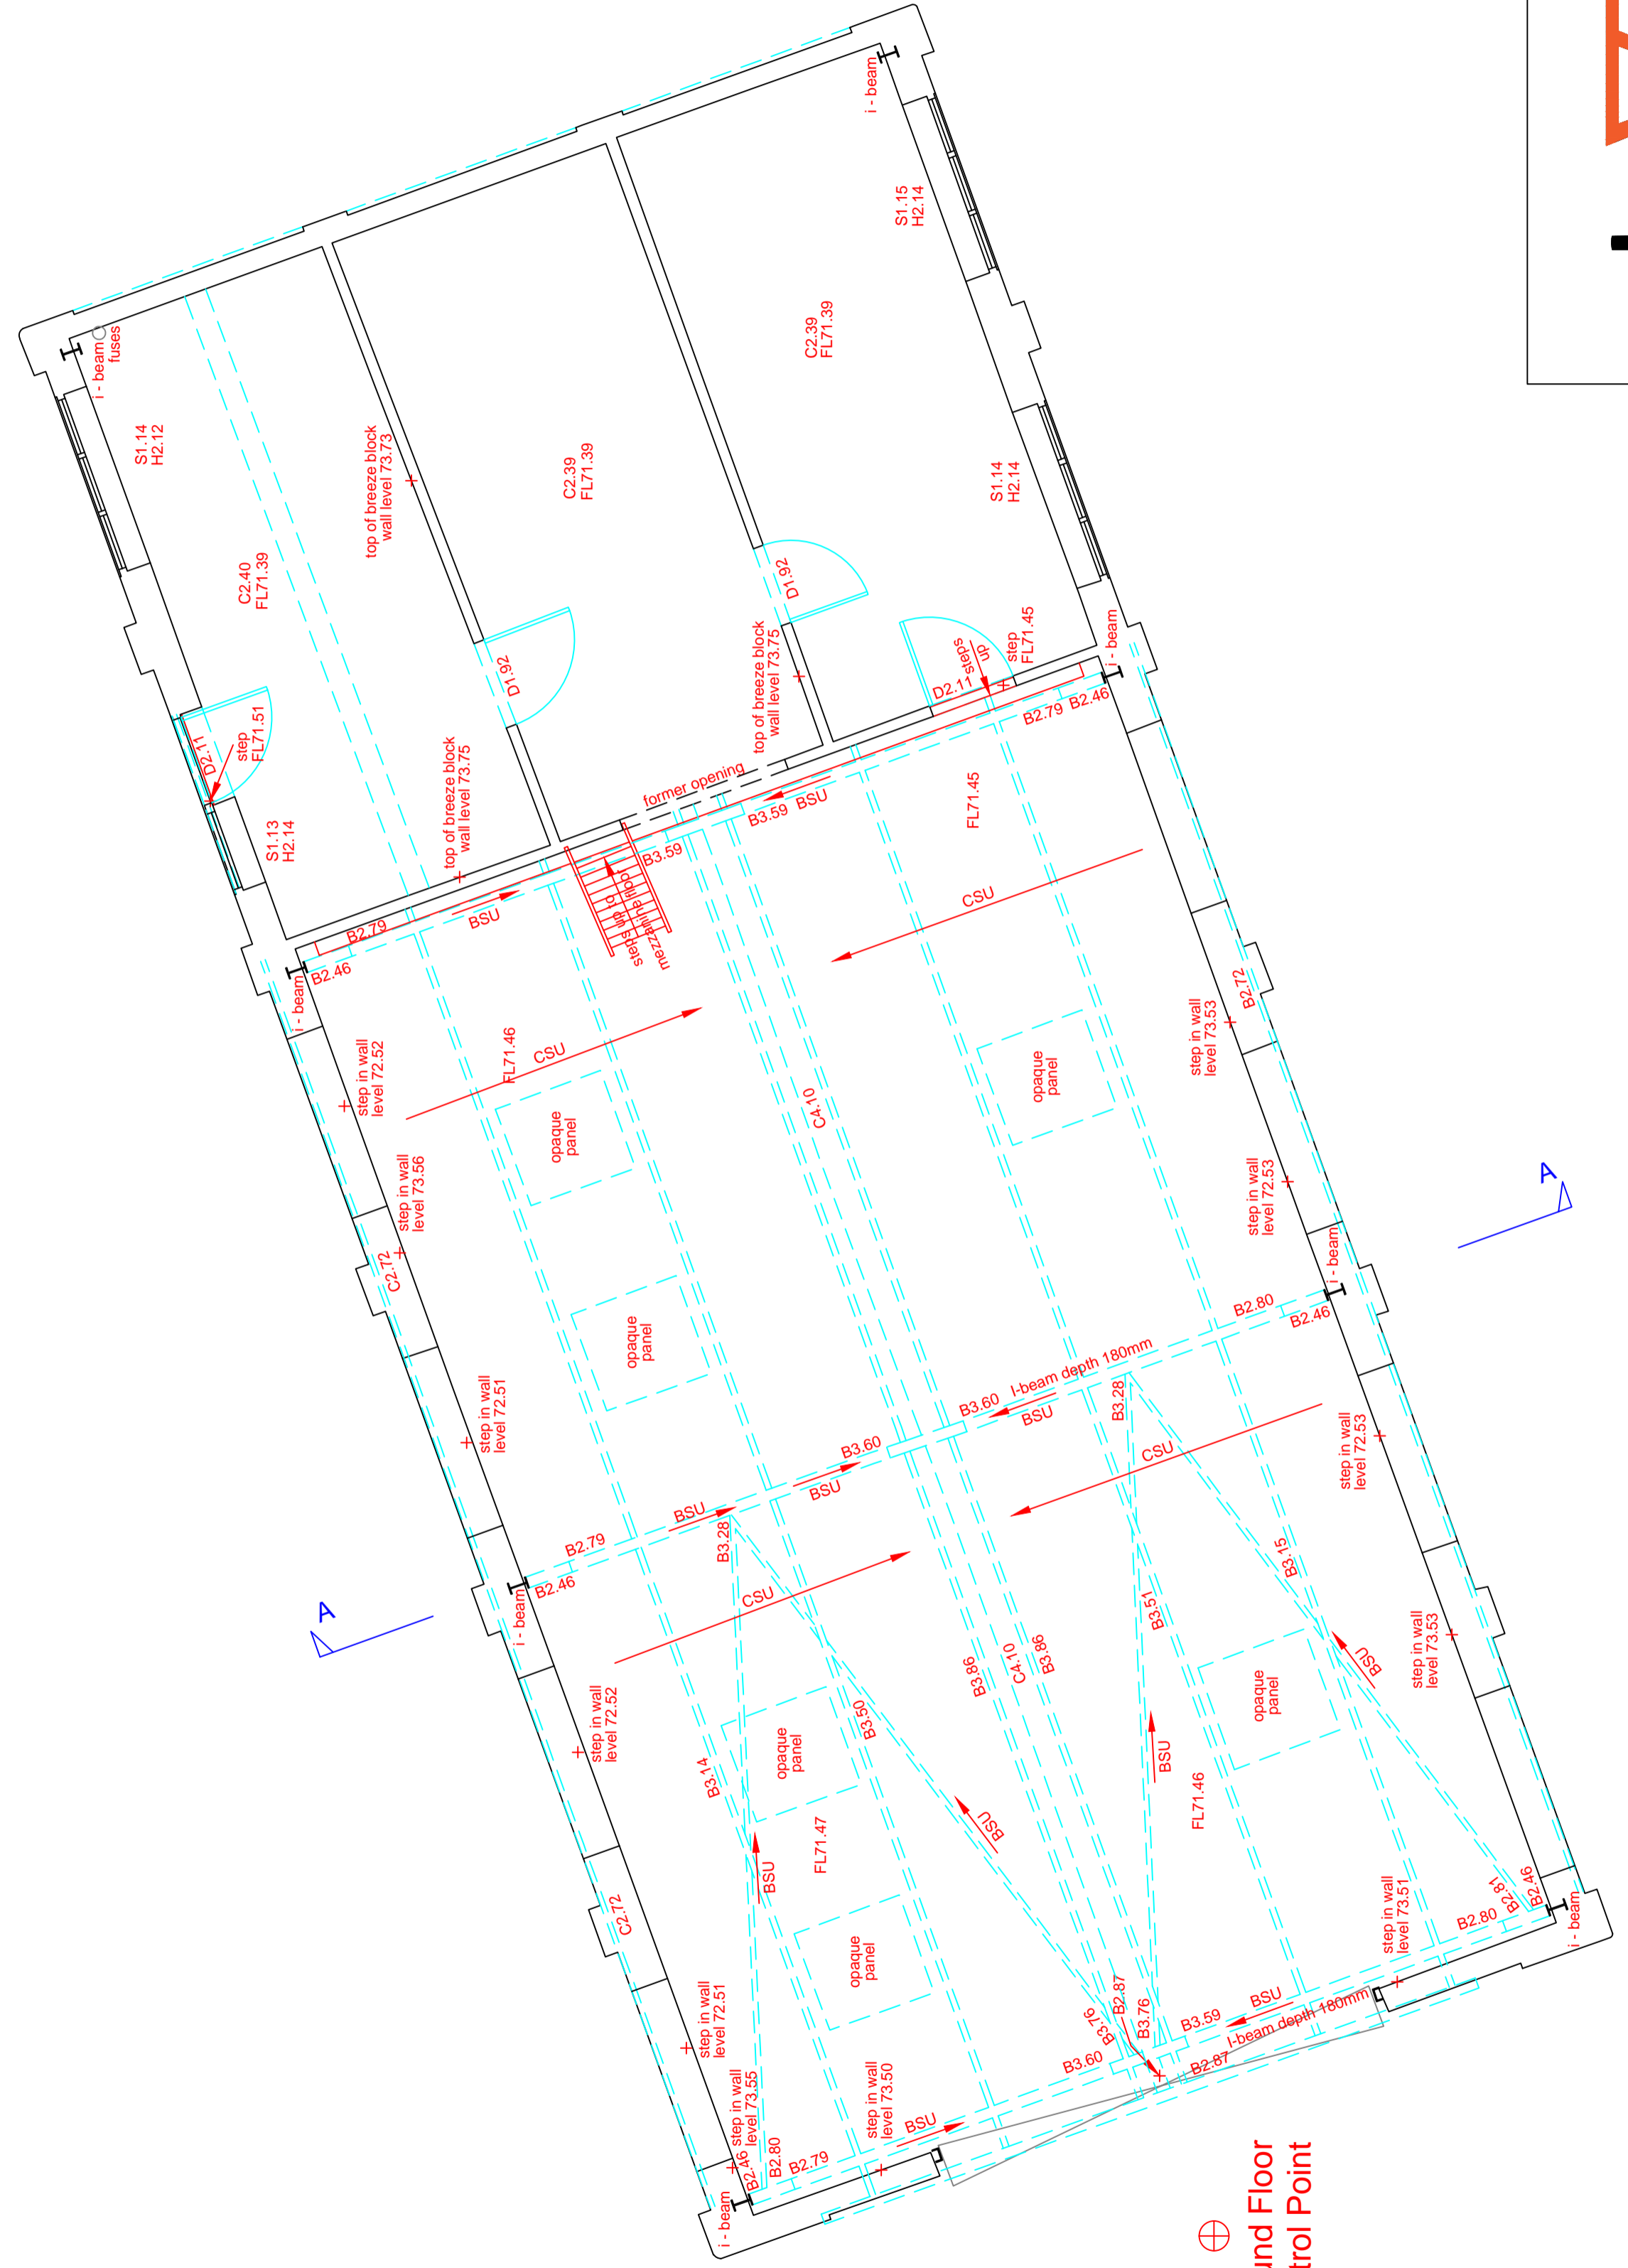 i - beam
i - beam
fuses
S1.14
H2.12
S1.15
H2.14
C2.39
FL71.39
top of breeze block
wall level 73.73
C2.39
FL71.39
S1.14
H2.14
C2.40
FL71.39
D1.92
D1.92
top of breeze block
wall level 73.75
steps
up
step
FL71.45
i - beam
D2.11
B2.79
B2.46
D2.11
step
FL71.51
S1.13
H2.14
top of breeze block
wall level 73.75
former opening
B3.59
BSU
FL71.45
B3.59
steps up to
mezzanine floor
BSU
B2.79
B2.46
i - beam
CSU
B2.72
step in wall
level 73.53
step in wall
level 72.52
FL71.46
CSU
opaque
panel
opaque
panel
C4.10
step in wall
level 73.56
C2.72
step in wall
level 72.53
A
i - beam
B2.80
B2.46
opaque
panel
I-beam depth 180mm
B3.60
BSU
B3.28
step in wall
level 72.51
B3.60
BSU
BSU
CSU
step in wall
level 72.53
B2.79
B3.28
B2.46
i - beam
A
CSU
B3.15
B3.51
step in wall
level 73.53
B3.86
C4.10
B3.86
BSU
opaque
panel
step in wall
level 72.52
B3.14
B3.50
opaque
panel
BSU
BSU
FL71.46
FL71.47
BSU
C2.72
opaque
panel
step in wall
level 73.51
B2.81
B2.46
B2.80
i - beam
step in wall
level 72.51
B3.76
B2.87
B3.76
B3.59
BSU
I-beam depth 180mm
B2.87
B3.60
step in wall
level 73.50
BSU
step in wall
level 73.55
B2.46
B2.80
B2.79
i - beam